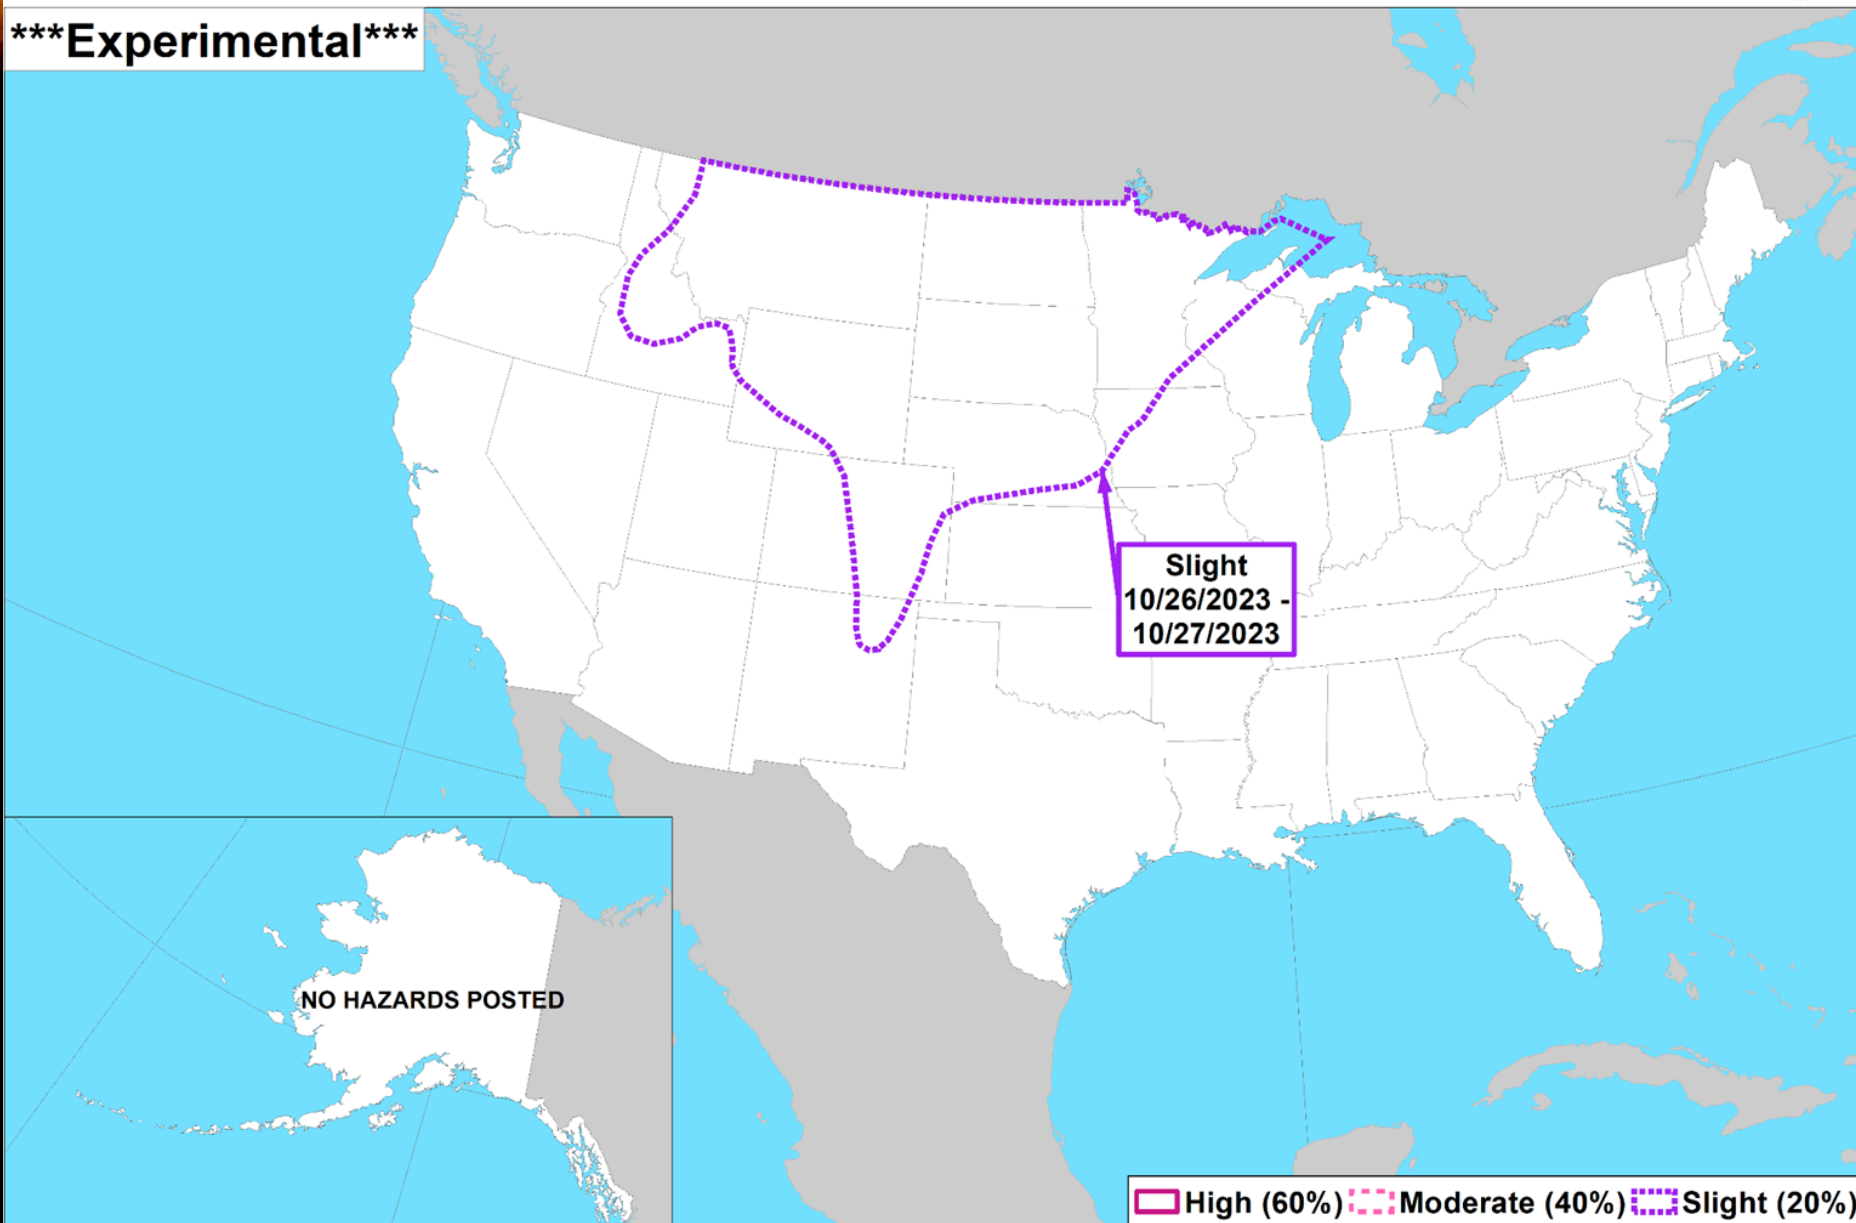 ***Experimental***
Slight
10/26/2023 -
10/27/2023
NO HAZARDS POSTED
High (60%) Moderate (40%) Slight (20%)